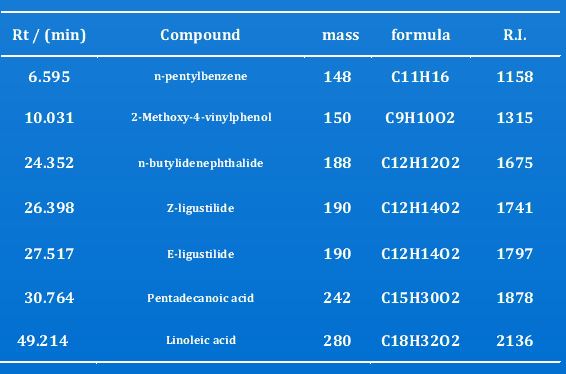 Rt / (min) Compound mass formula R.I.
6.595 n-pentylbenzene 148 C11H16 1158
10.031 2-Methoxy-4-vinylphenol 150 C9H10O2 1315
24.352 n-butylidenephthalide 188 C12H12O2 1675
26.398 Z-ligustilide 190 C12H14O2 1741
27.517 E-ligustilide 190 C12H14O2 1797
30.764 Pentadecanoic acid 242 C15H30O2 1878
49.214 Linoleic acid 280 C18H32O2 2136